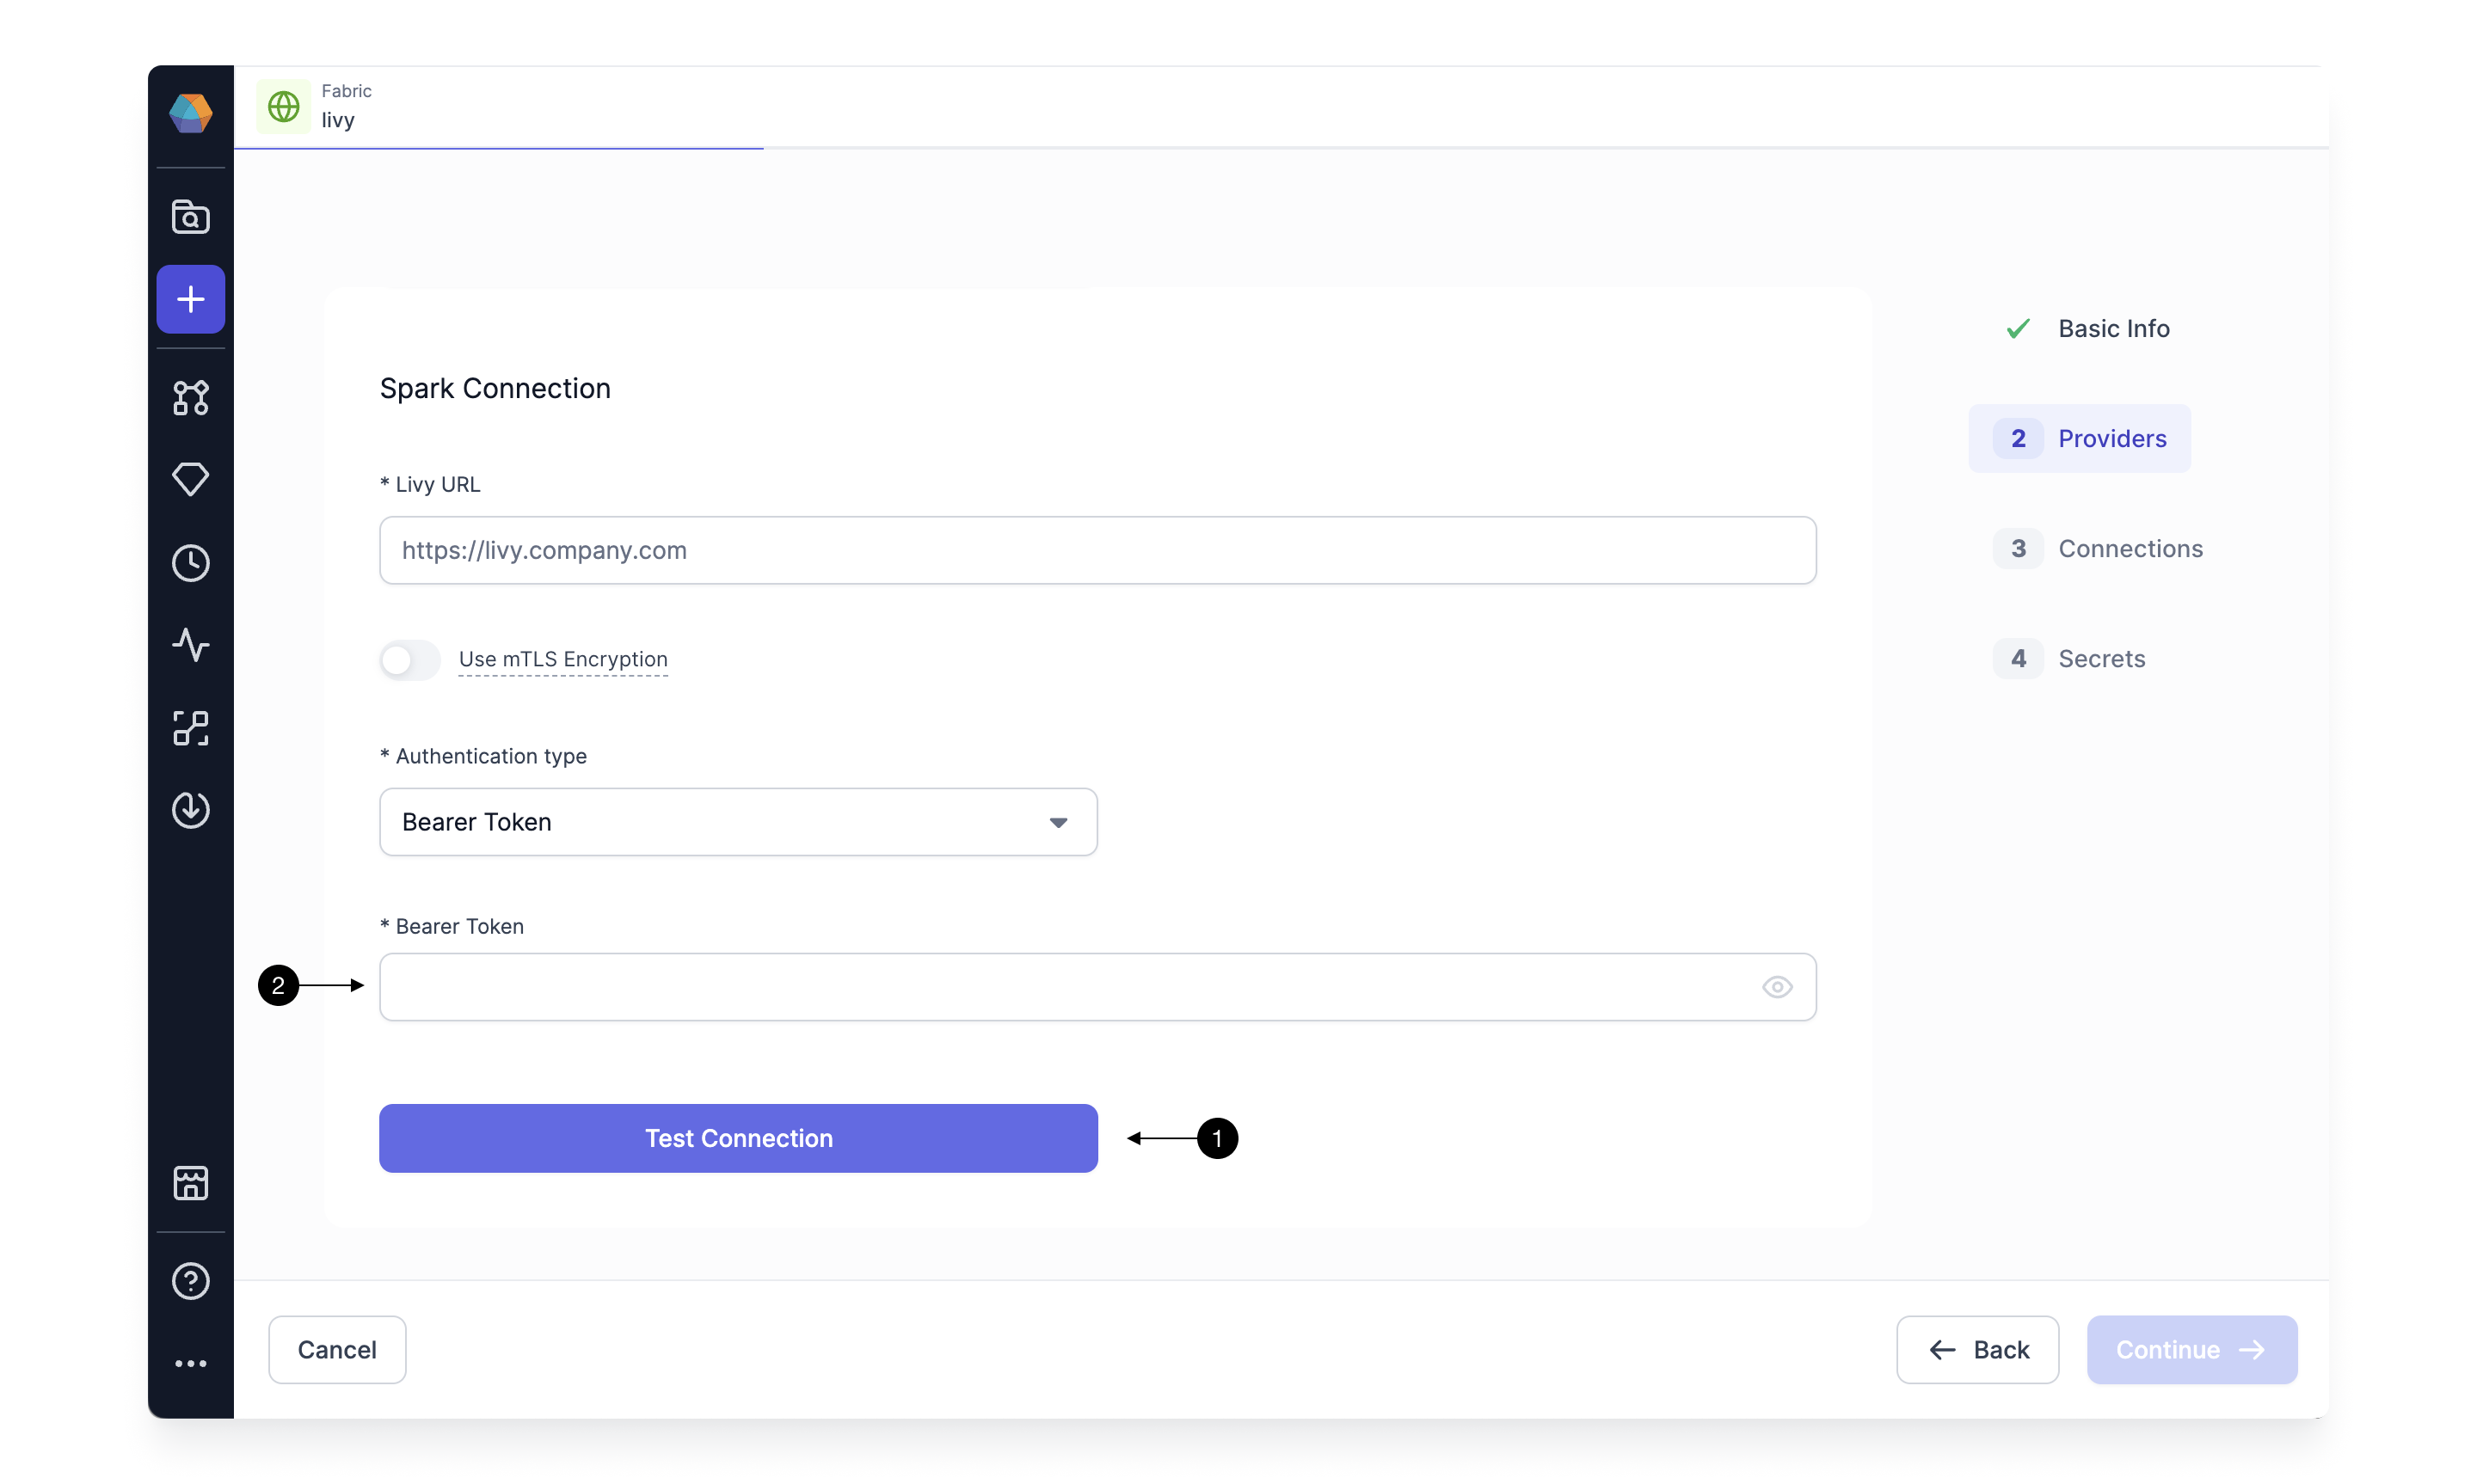 Fabric
livy
Spark Connection
* Livy URL
https://livy.company.com
Use mTLS Encryption
* Authentication type
Bearer Token
* Bearer Token
2
Test Connection
1
Basic Info
2 Providers
3 Connections
4 Secrets
Cancel
Back
Continue